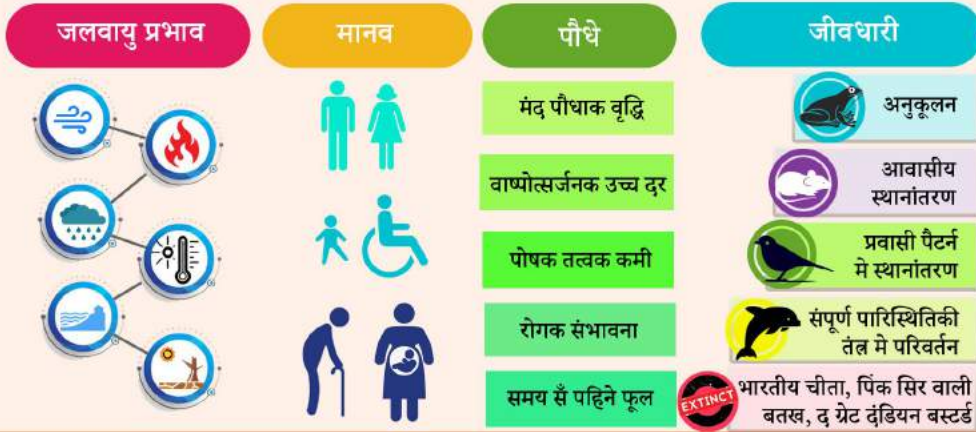 जलवायु प्रभाव
मानव
पौधे
जीवधारी
मंद पौधाक वृद्धि
वाष्पोत्सर्जनक उच्च दर
पोषक तत्वक कमी
रोगक संभावना
समय सँ पहिने फूल
अनुकूलन
आवासीय
स्थानांतरण
प्रवासी पैटर्न
मे स्थानांतरण
संपूर्ण पारिस्थितिकी
तंत्र मे परिवर्तन
EXTINCT
भारतीय चीता, पिंक सिर वाली
बतख, द ग्रेट दंडियन बस्टर्ड